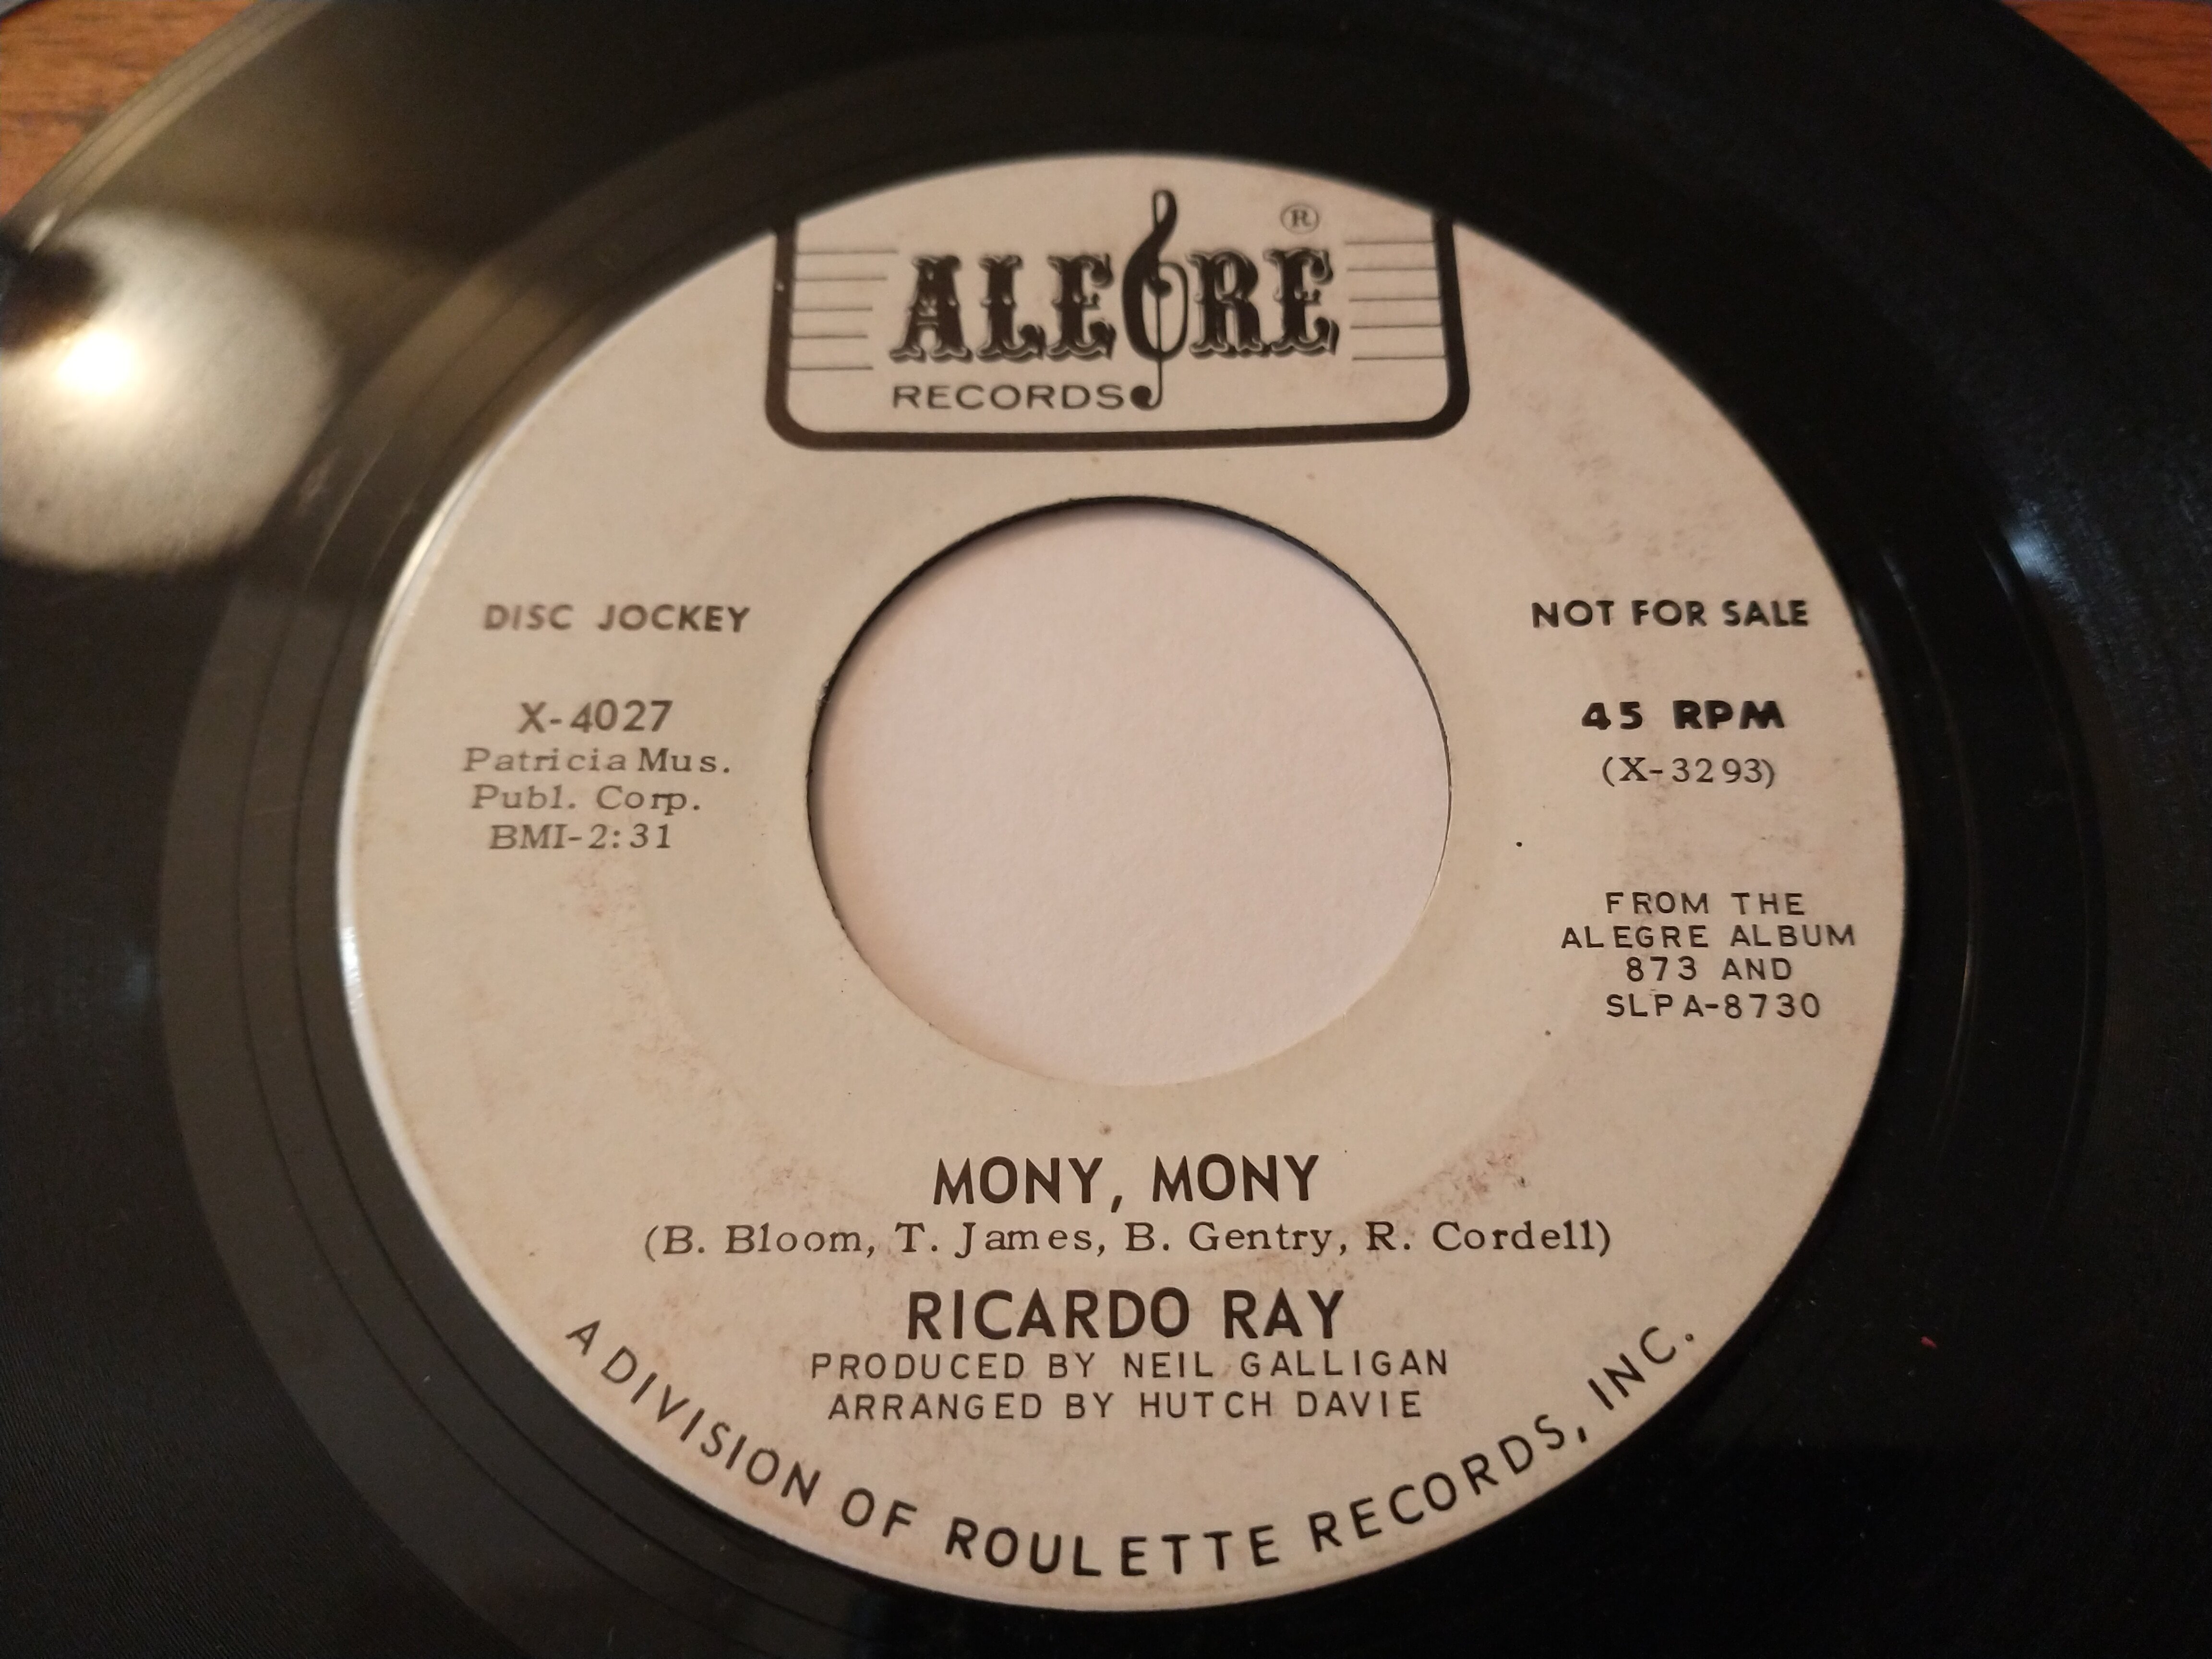 ALEGRE ®
RECORDS
DISC JOCKEY
NOT FOR SALE
X-4027
Patricia Mus.
Publ. Corp.
BMI-2:31
45 RPM
(X-3293)
FROM THE
ALEGRE ALBUM
873 AND
SLPA-8730
MONY, MONY
(B. Bloom, T. James, B. Gentry, R. Cordell)
RICARDO RAY
PRODUCED BY NEIL GALLIGAN
ARRANGED BY HUTCH DAVIE
A DIVISION OF ROULETTE RECORDS, INC.